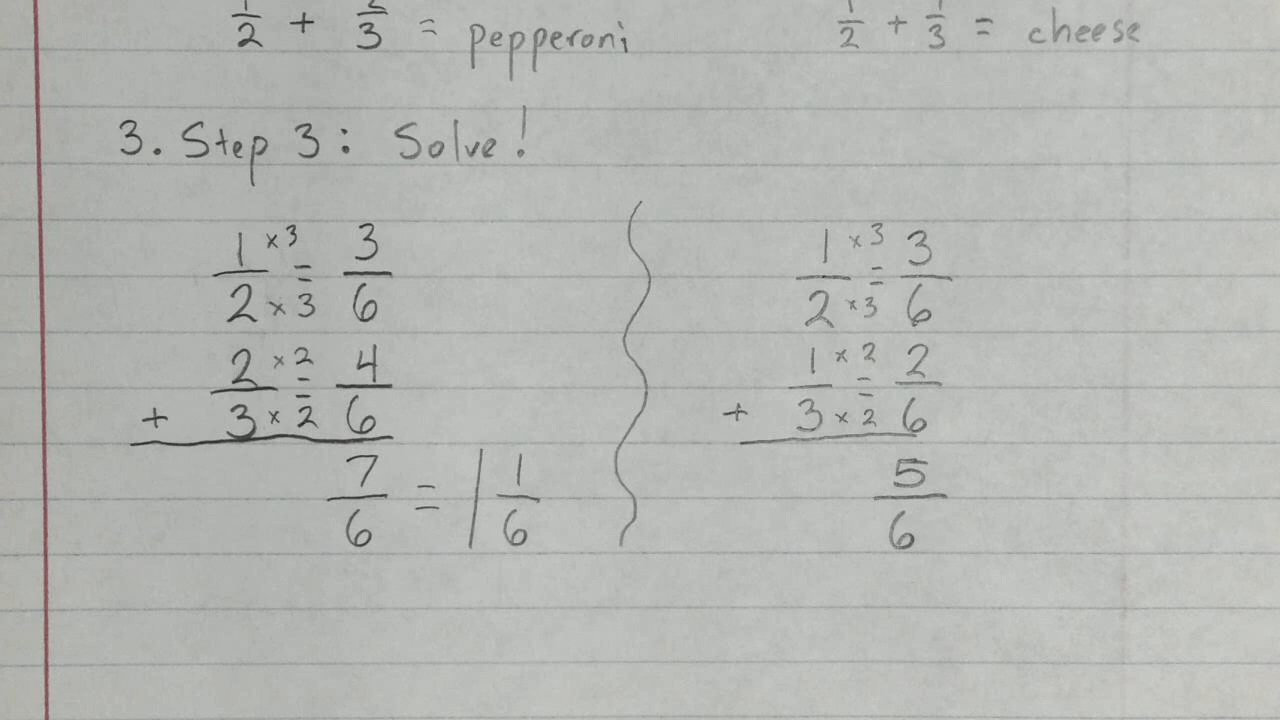 1/2 + 2/3 = pepperoni
1/2 + 1/3 = cheese
3. Step 3: Solve!
1/2 ×3/×3 = 3/6
+ 2/3 ×2/×2 = 4/6
7/6 = 1 1/6
1/2 ×3/×3 = 3/6
+ 1/3 ×2/×2 = 2/6
5/6